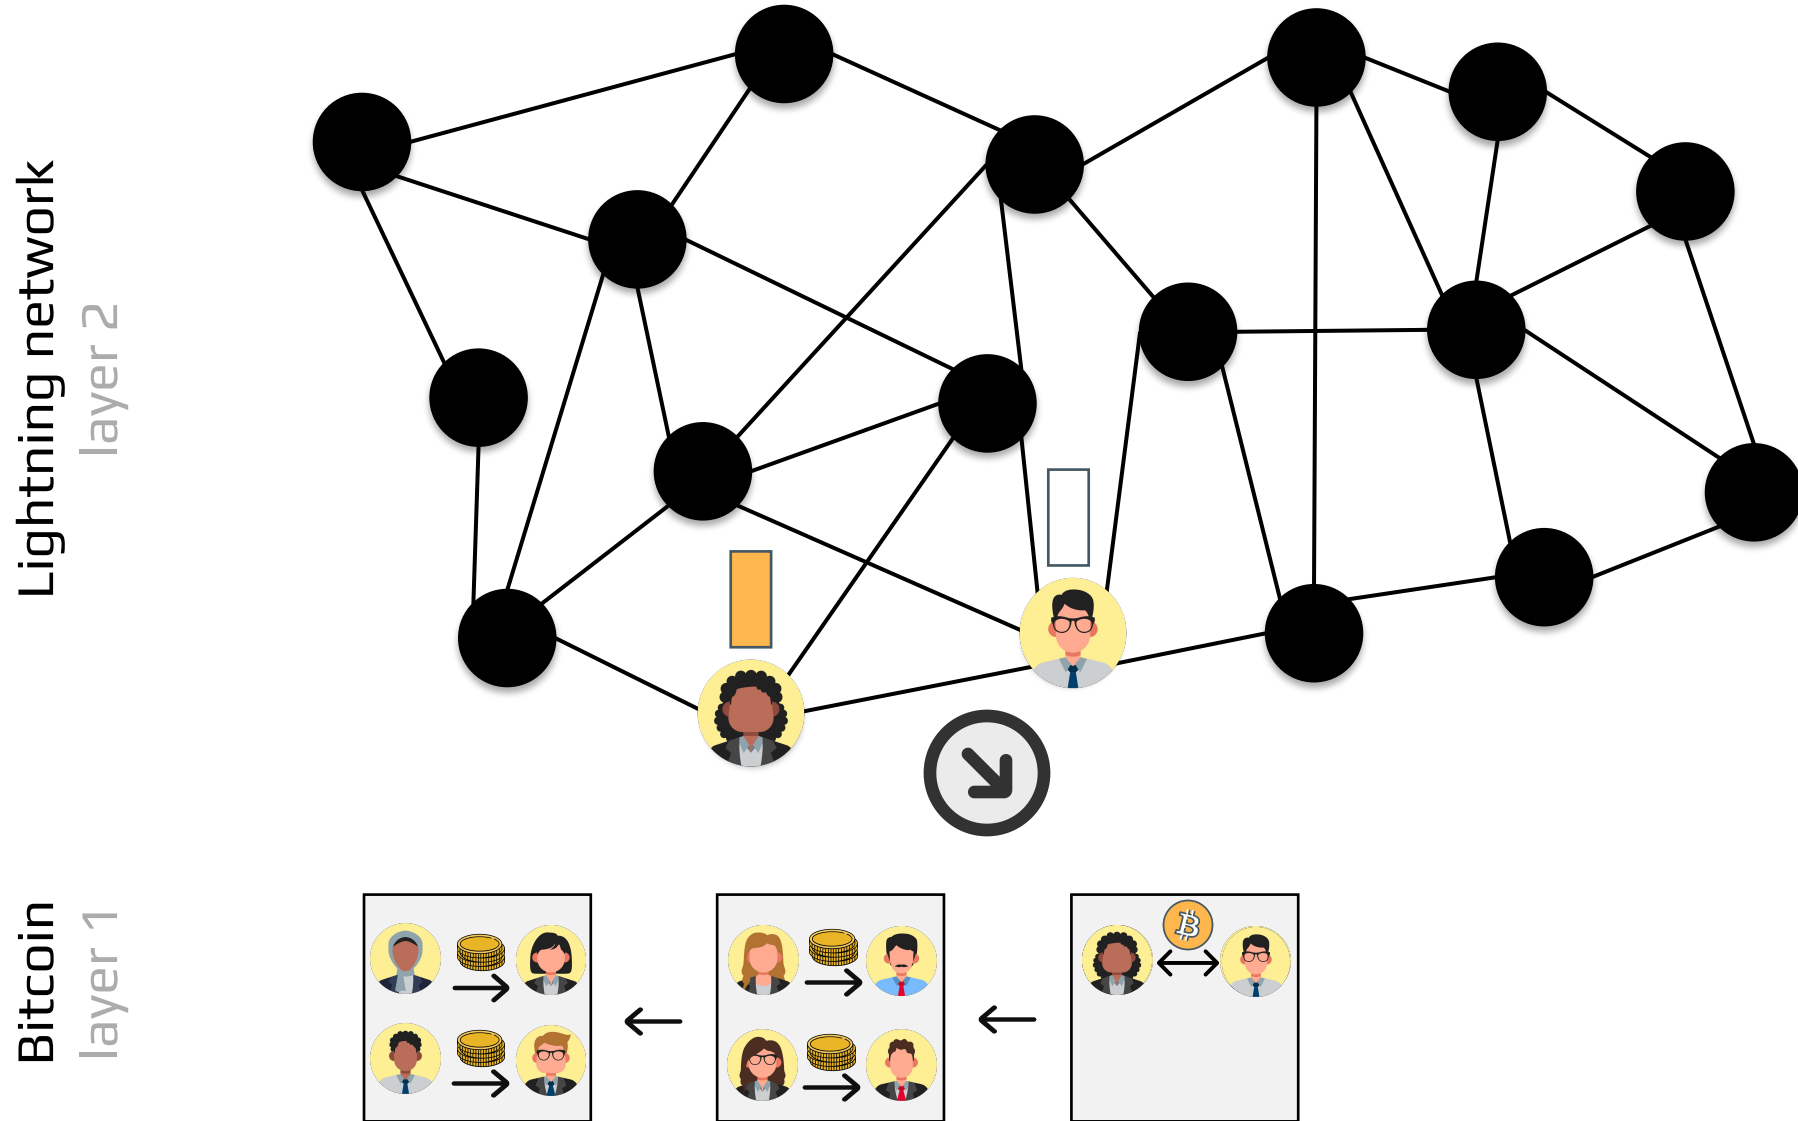 Lightning network
layer 2
Bitcoin
layer 1
₿